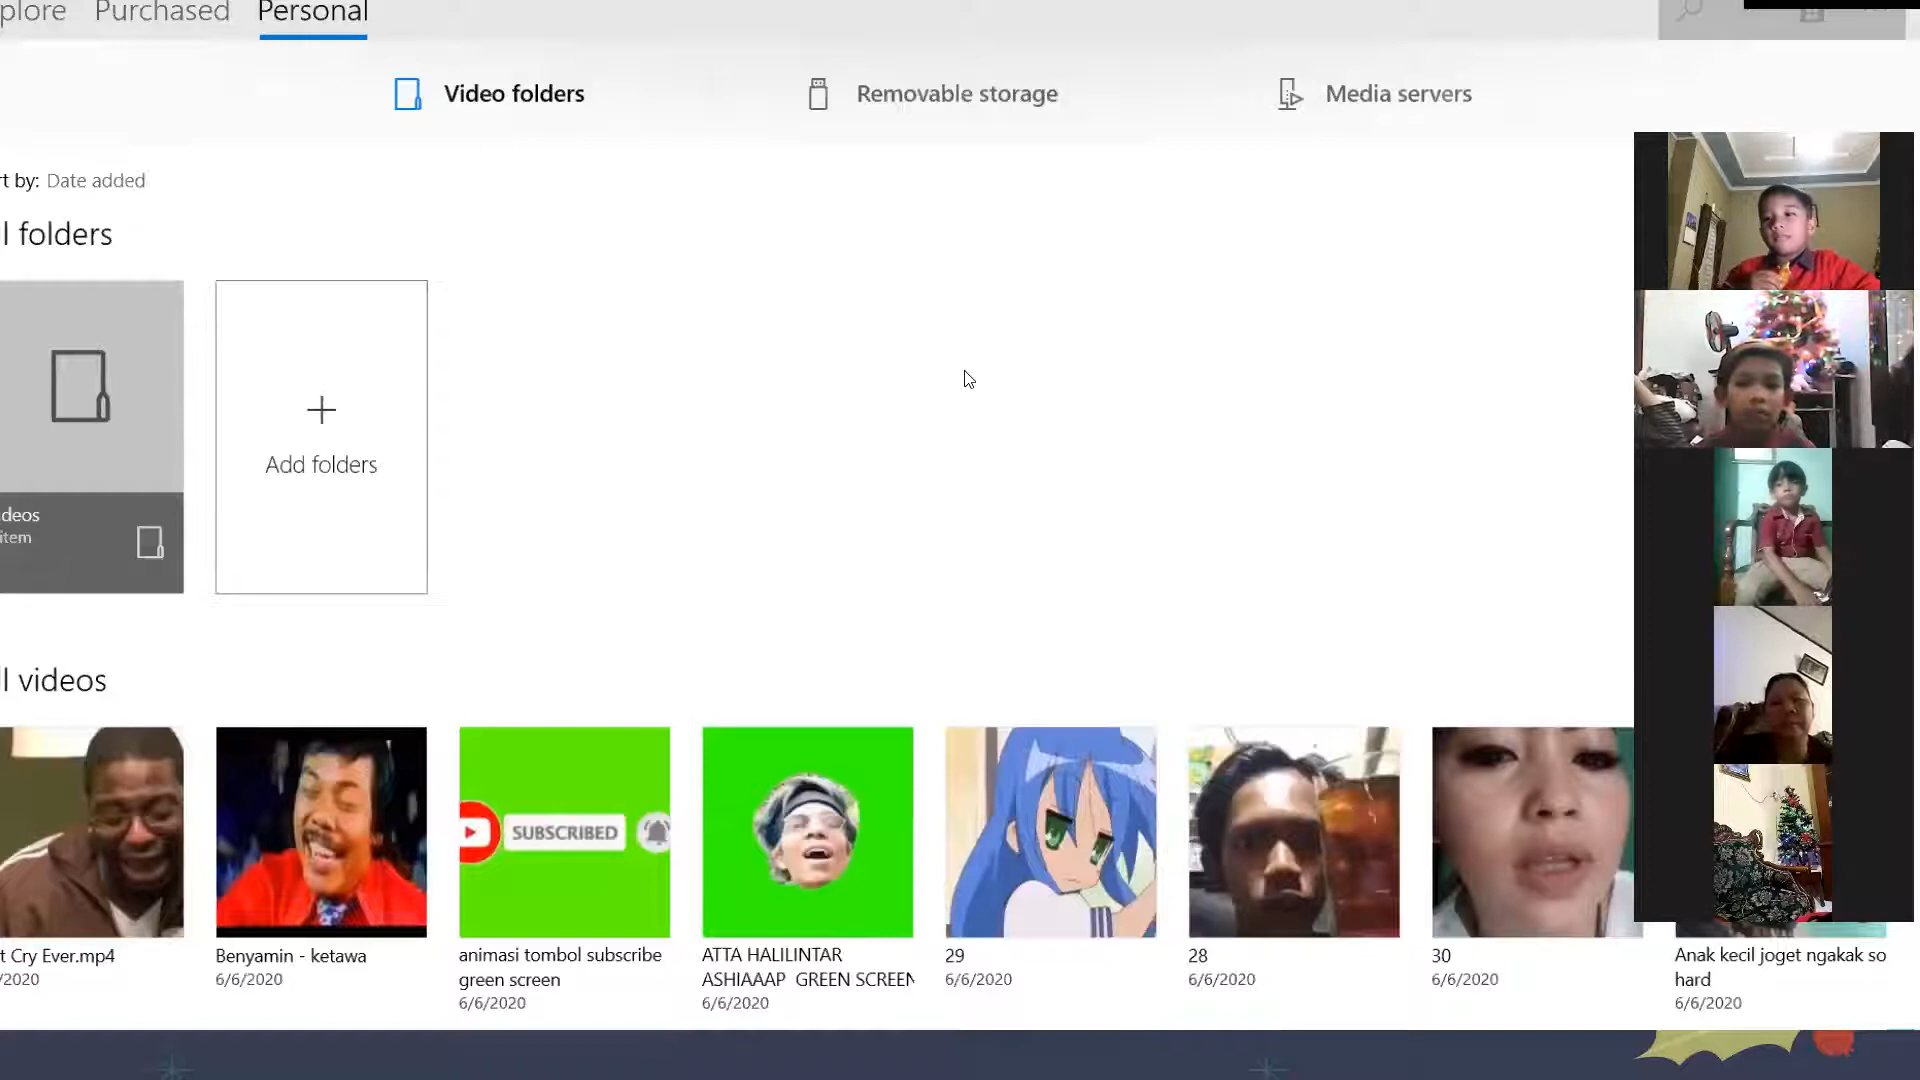 plore Purchased Personal
Video folders Removable storage Media servers
rt by: Date added
l folders
Add folders
deos
item
l videos
SUBSCRIBED
t Cry Ever.mp4
/2020
Benyamin - ketawa
6/6/2020
animasi tombol subscribe
green screen
6/6/2020
ATTA HALILINTAR
ASHIAAAP GREEN SCREEN
6/6/2020
29
6/6/2020
28
6/6/2020
30
6/6/2020
Anak kecil joget ngakak so
hard
6/6/2020